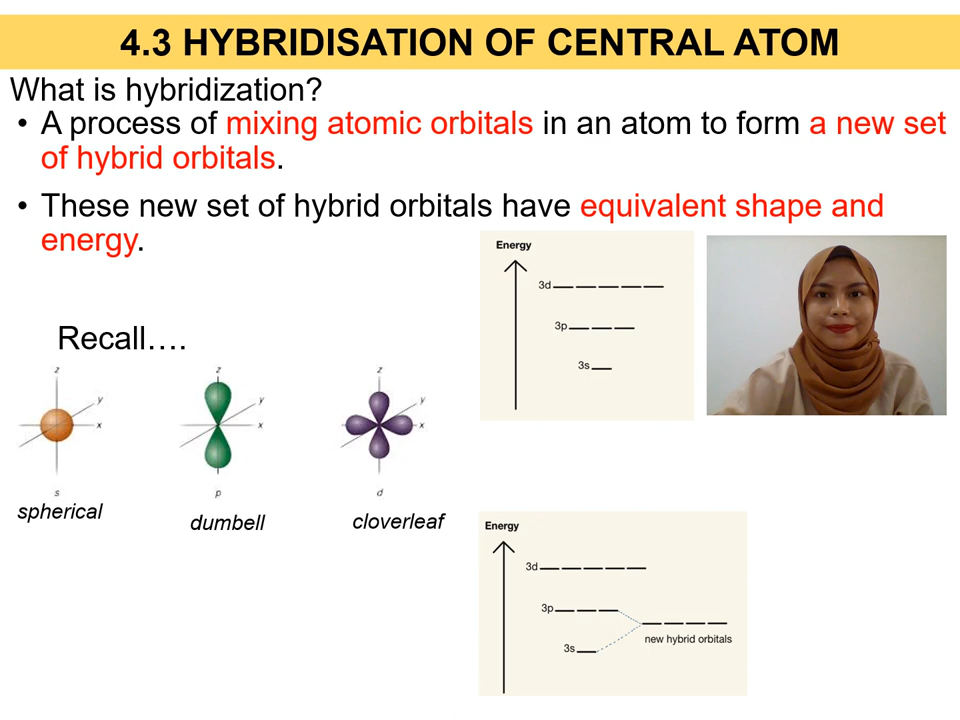 4.3 HYBRIDISATION OF CENTRAL ATOM
What is hybridization?
• A process of mixing atomic orbitals in an atom to form a new set
of hybrid orbitals.
• These new set of hybrid orbitals have equivalent shape and
energy.
Energy
3d
3p
3s
Recall….
z
y
x
s
spherical
z
y
x
p
dumbell
z
y
x
d
cloverleaf
Energy
3d
3p
new hybrid orbitals
3s